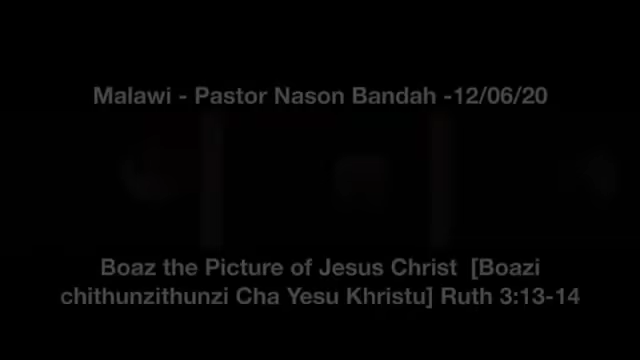 Malawi - Pastor Nason Bandah -12/06/20
Boaz the Picture of Jesus Christ [Boazi
chithunzithunzi Cha Yesu Khristu] Ruth 3:13-14